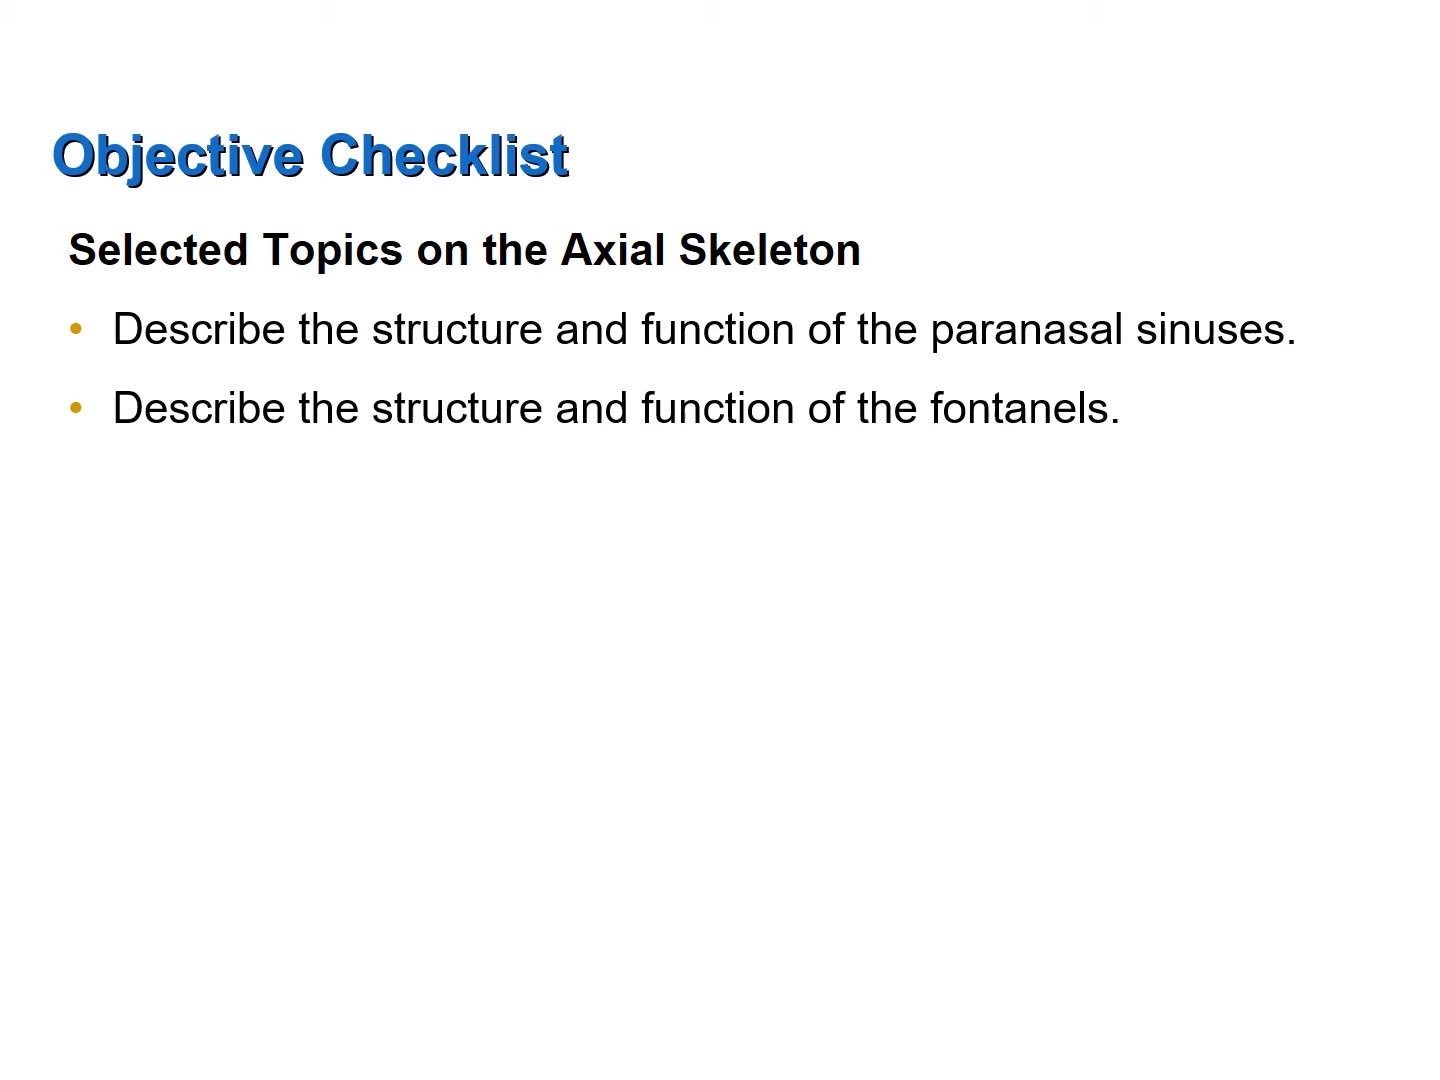 Objective Checklist
Selected Topics on the Axial Skeleton
• Describe the structure and function of the paranasal sinuses.
• Describe the structure and function of the fontanels.